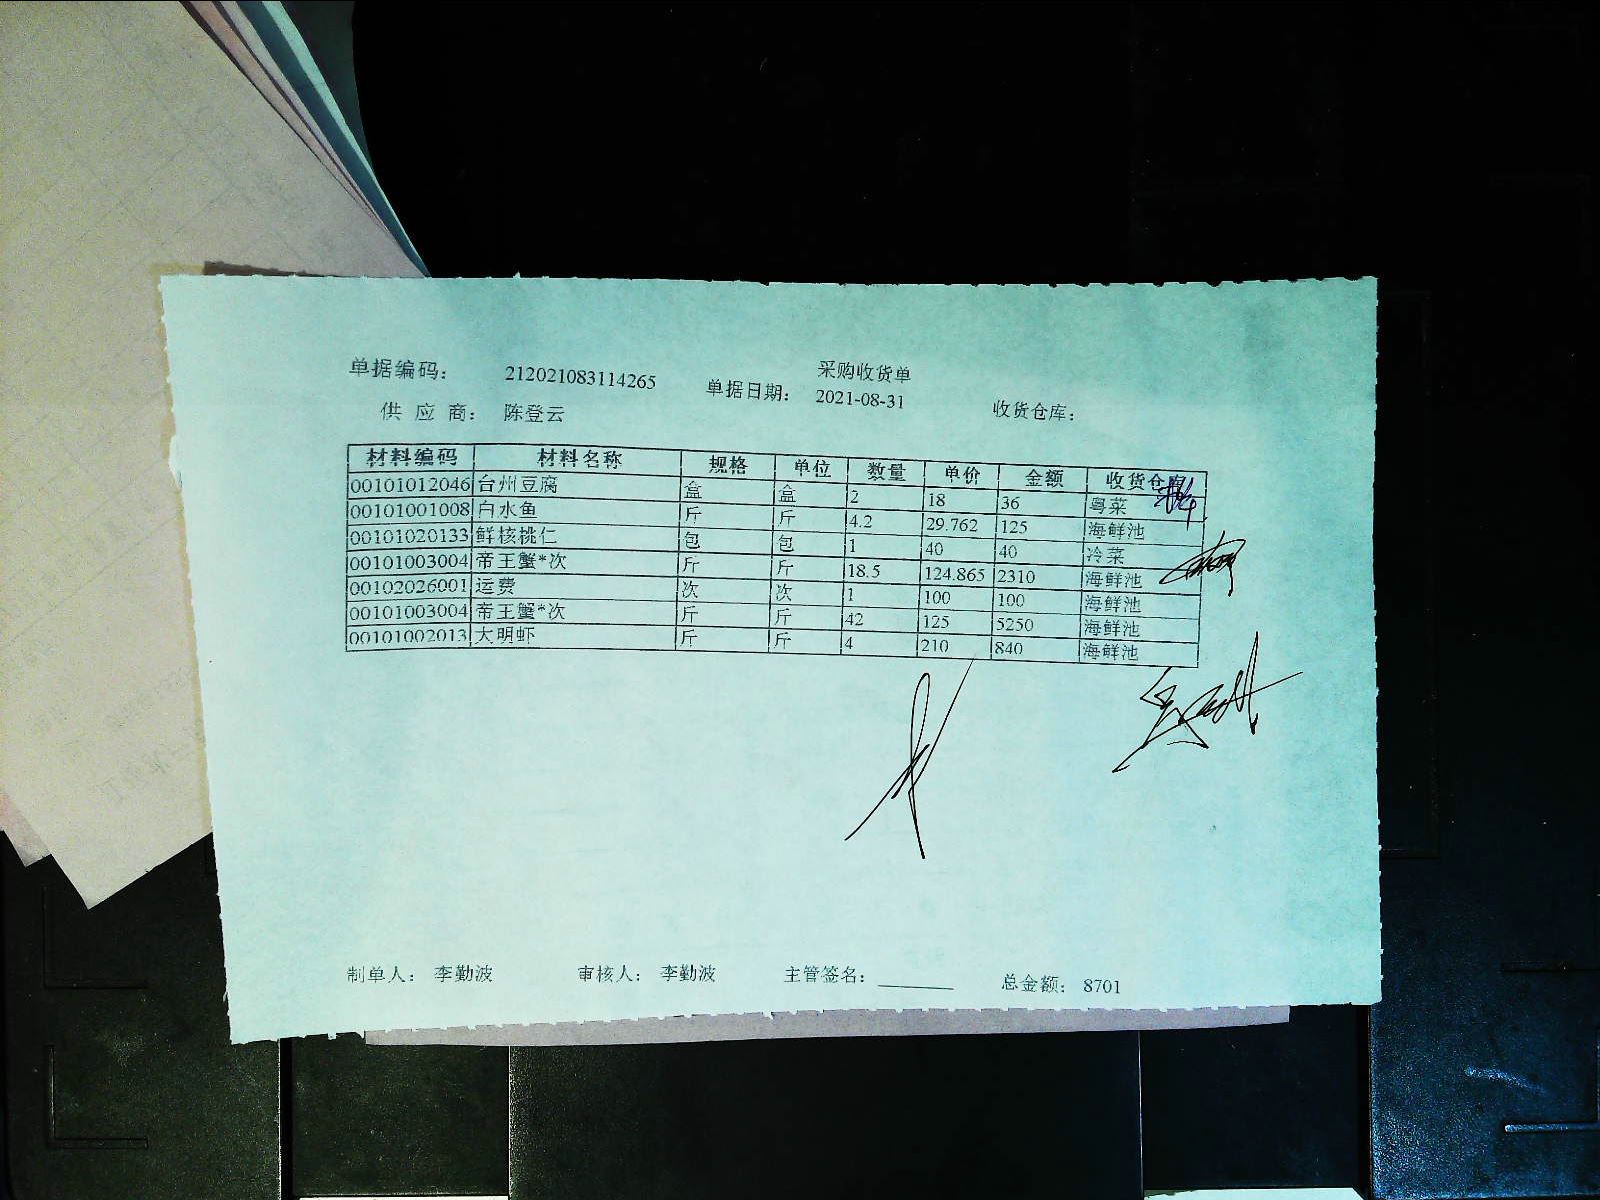 采购收货单
单据编码： 212021083114265 单据日期： 2021-08-31
供 应 商： 陈登云 收货仓库：
材料编码 材料名称 规格 单位 数量 单价 金额 收货仓库
00101012046 台州豆腐 盒 盒 2 18 36 粤菜
00101001008 白水鱼 斤 斤 4.2 29.762 125 海鲜池
00101020133 鲜核桃仁 包 包 1 40 40 冷菜
00101003004 帝王蟹*次 斤 斤 18.5 124.865 2310 海鲜池
00102026001 运费 次 次 1 100 100 海鲜池
00101003004 帝王蟹*次 斤 斤 42 125 5250 海鲜池
00101002013 大明虾 斤 斤 4 210 840 海鲜池
制单人： 李勤波 审核人： 李勤波 主管签名： 总金额： 8701